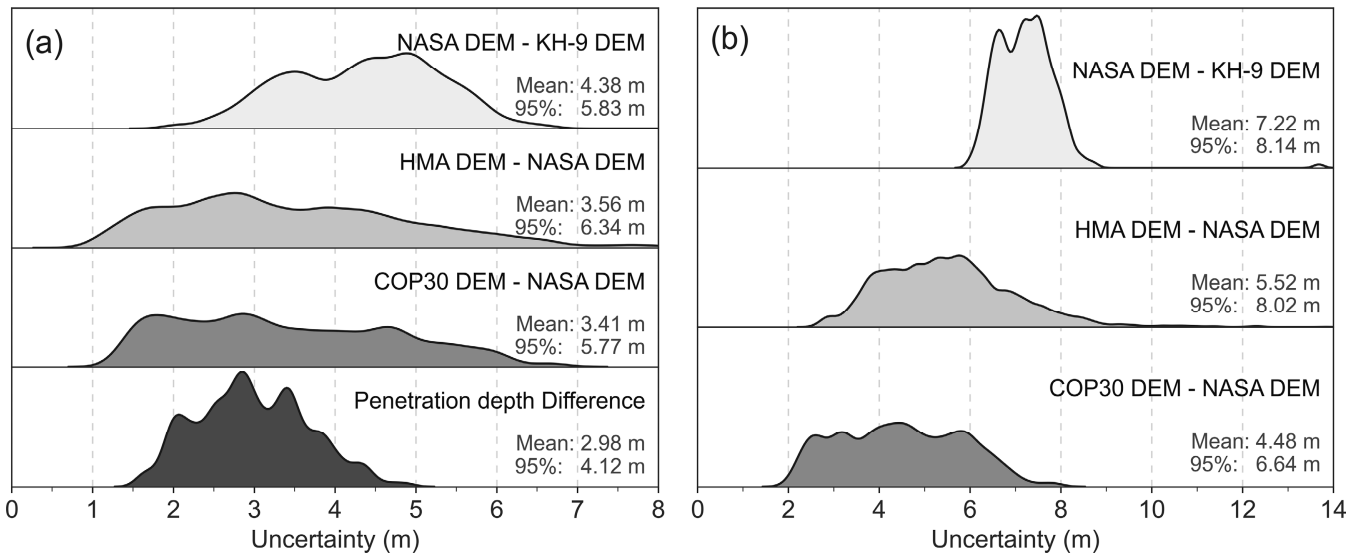 (a)
NASA DEM - KH-9 DEM
Mean: 4.38 m
95%: 5.83 m
HMA DEM - NASA DEM
Mean: 3.56 m
95%: 6.34 m
COP30 DEM - NASA DEM
Mean: 3.41 m
95%: 5.77 m
Penetration depth Difference
Mean: 2.98 m
95%: 4.12 m
0 1 2 3 4 5 6 7 8
Uncertainty (m)
(b)
NASA DEM - KH-9 DEM
Mean: 7.22 m
95%: 8.14 m
HMA DEM - NASA DEM
Mean: 5.52 m
95%: 8.02 m
COP30 DEM - NASA DEM
Mean: 4.48 m
95%: 6.64 m
0 2 4 6 8 10 12 14
Uncertainty (m)